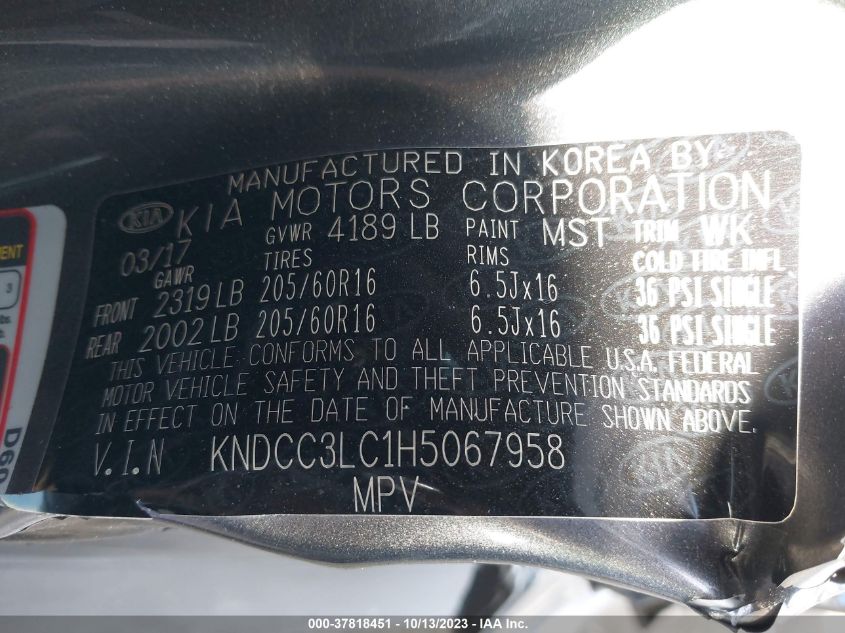 MANUFACTURED IN KOREA BY
KIA KIA MOTORS CORPORATION
03/17 GVWR 4189 LB PAINT MST TRIM WK
GAWR TIRES RIMS COLD TIRE INFL
FRONT 2319 LB 205/60R16 6.5Jx16 36 PSI SINGLE
REAR 2002 LB 205/60R16 6.5Jx16 36 PSI SINGLE
THIS VEHICLE CONFORMS TO ALL APPLICABLE U.S.A. FEDERAL
MOTOR VEHICLE SAFETY AND THEFT PREVENTION STANDARDS
IN EFFECT ON THE DATE OF MANUFACTURE SHOWN ABOVE.
V.I.N KNDCC3LC1H5067958
MPV
3
D60
000-37818451 - 10/13/2023 - IAA Inc.